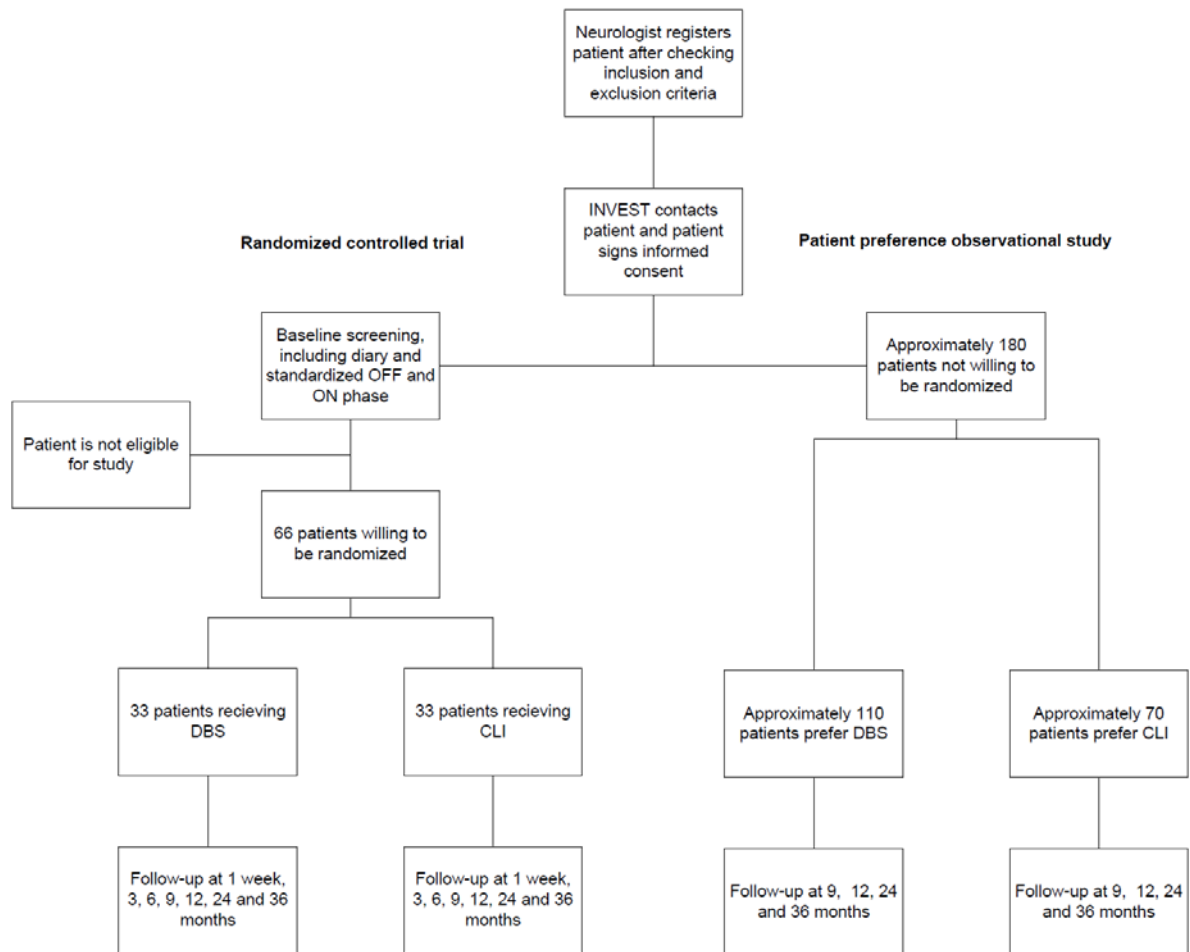 Neurologist registers
patient after checking
inclusion and
exclusion criteria
INVEST contacts
patient and patient
signs informed
consent
Randomized controlled trial
Patient preference observational study
Baseline screening,
including diary and
standardized OFF and
ON phase
Approximately 180
patients not willing to
be randomized
Patient is not eligible
for study
66 patients willing to
be randomized
33 patients recieving
DBS
33 patients recieving
CLI
Approximately 110
patients prefer DBS
Approximately 70
patients prefer CLI
Follow-up at 1 week,
3, 6, 9, 12, 24 and 36
months
Follow-up at 1 week,
3, 6, 9, 12, 24 and 36
months
Follow-up at 9, 12, 24
and 36 months
Follow-up at 9, 12, 24
and 36 months